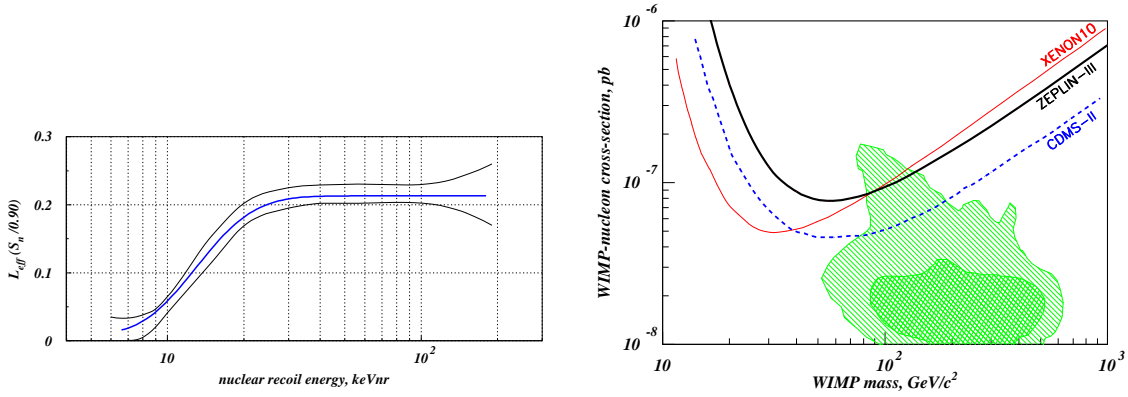 0.3
0.2
0.1
0
L_eff (S_n /0.90)
10
10^2
nuclear recoil energy, keVnr
10^-6
10^-7
10^-8
WIMP-nucleon cross-section, pb
XENON10
ZEPLIN-III
CDMS-II
10
10^2
10^3
WIMP mass, GeV/c^2